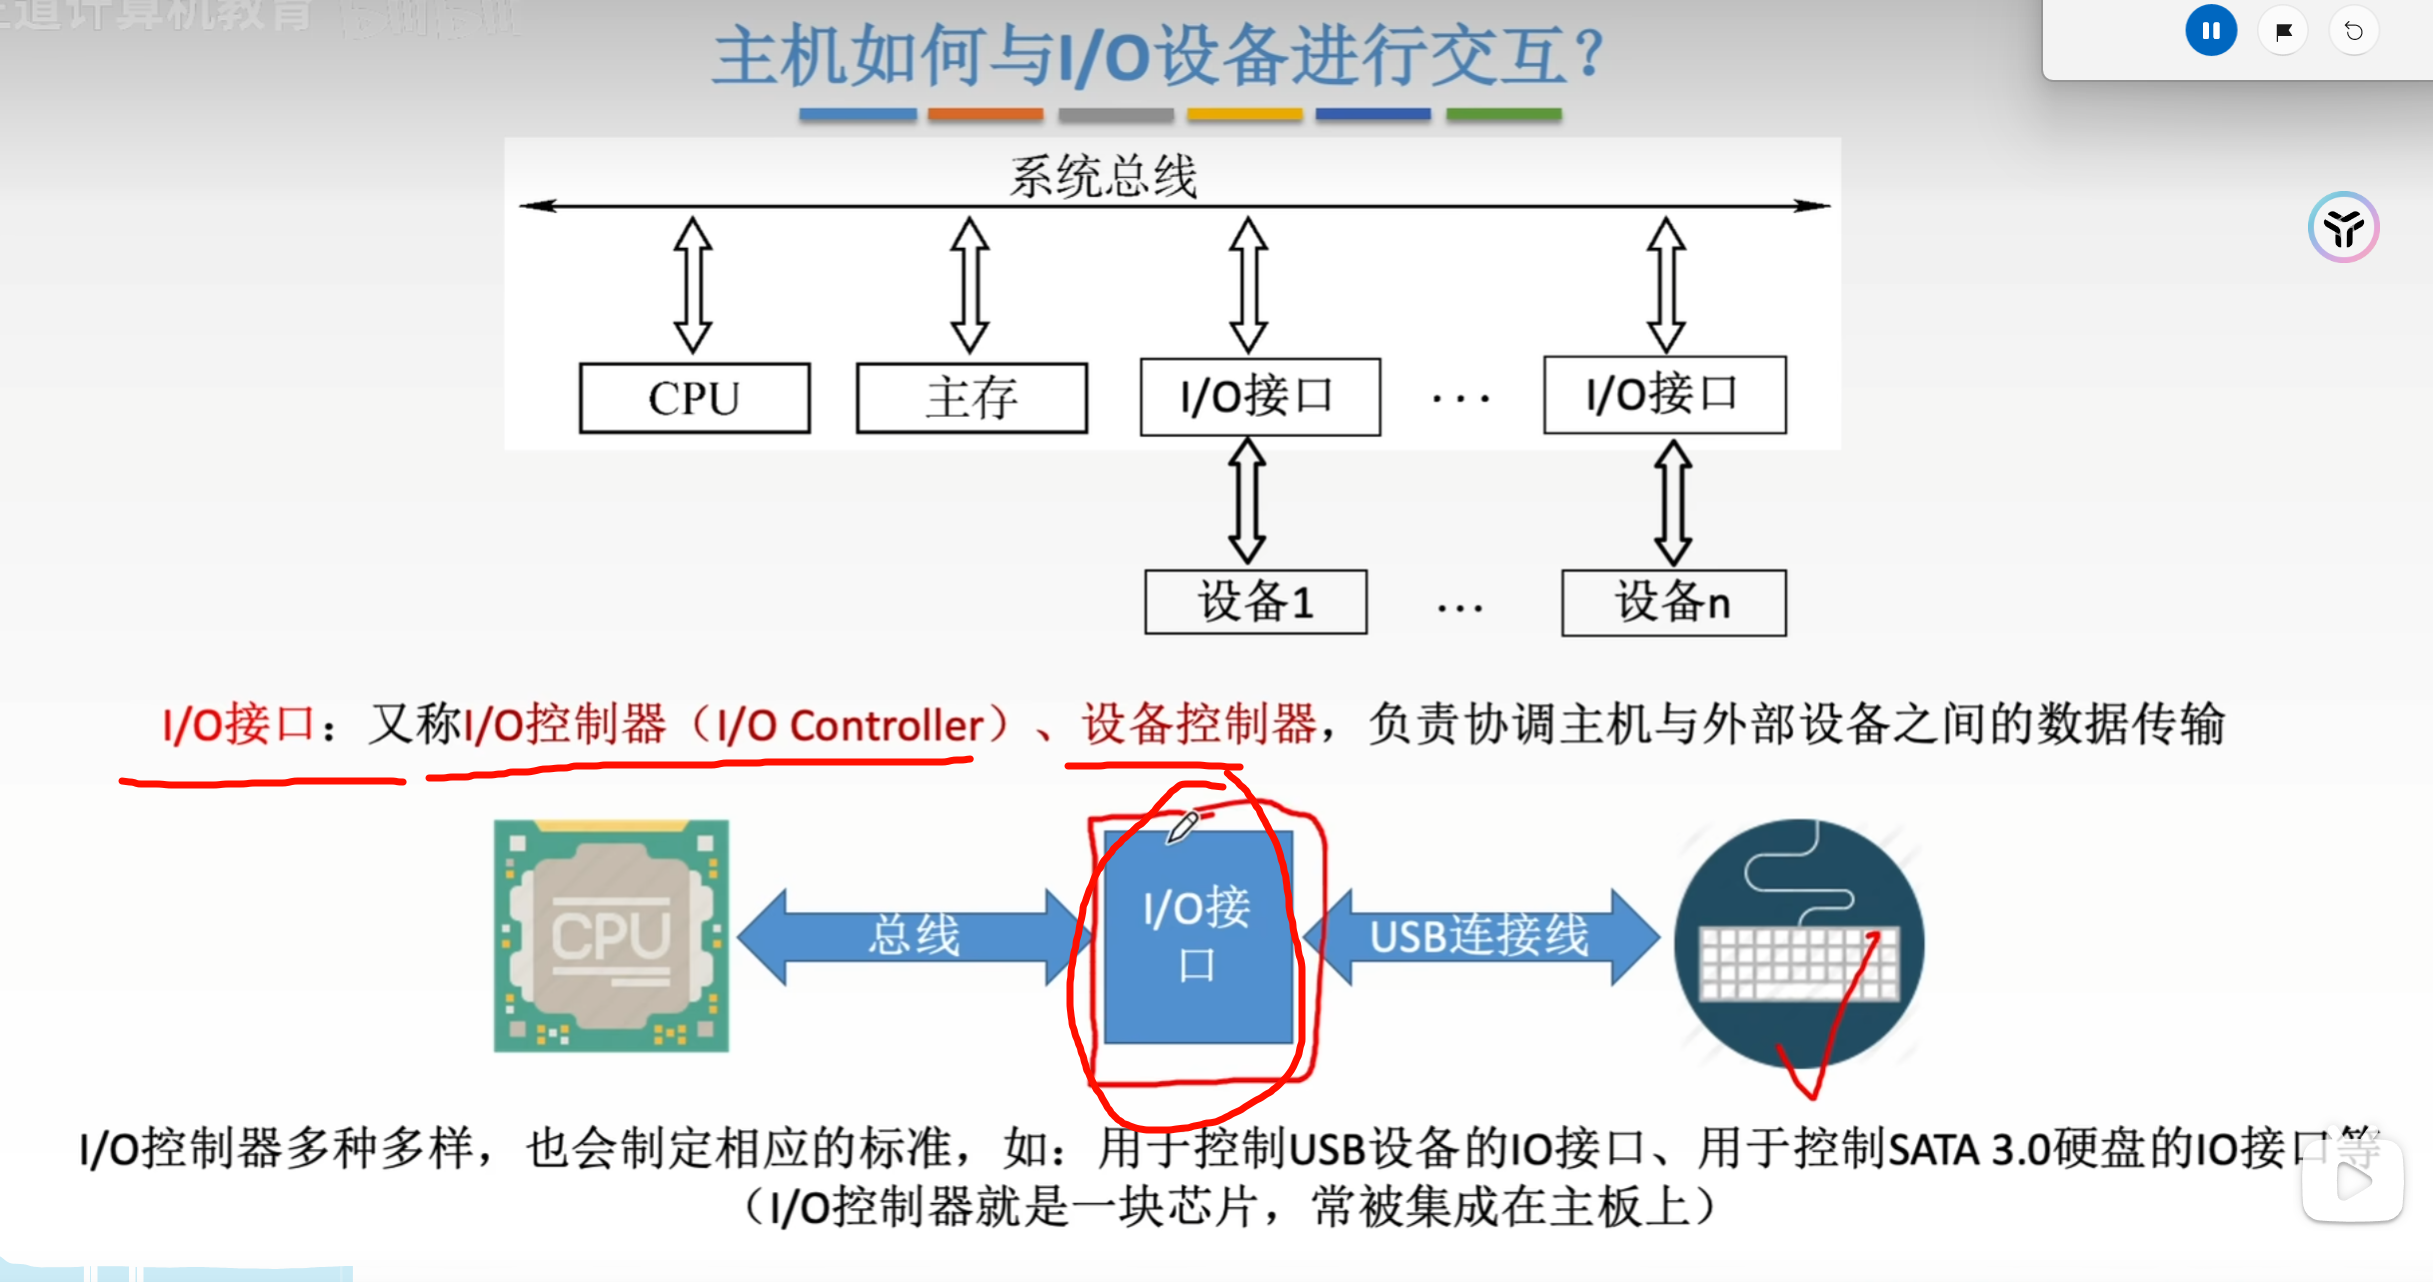 王道计算机教育 bilibili
主机如何与I/O设备进行交互?
系统总线
CPU 主存 I/O接口 ··· I/O接口
设备1 ··· 设备n
I/O接口：又称I/O控制器（I/O Controller）、设备控制器，负责协调主机与外部设备之间的数据传输
CPU 总线 I/O接口 USB连接线
I/O控制器多种多样，也会制定相应的标准，如：用于控制USB设备的IO接口、用于控制SATA 3.0硬盘的IO接口等
（I/O控制器就是一块芯片，常被集成在主板上）